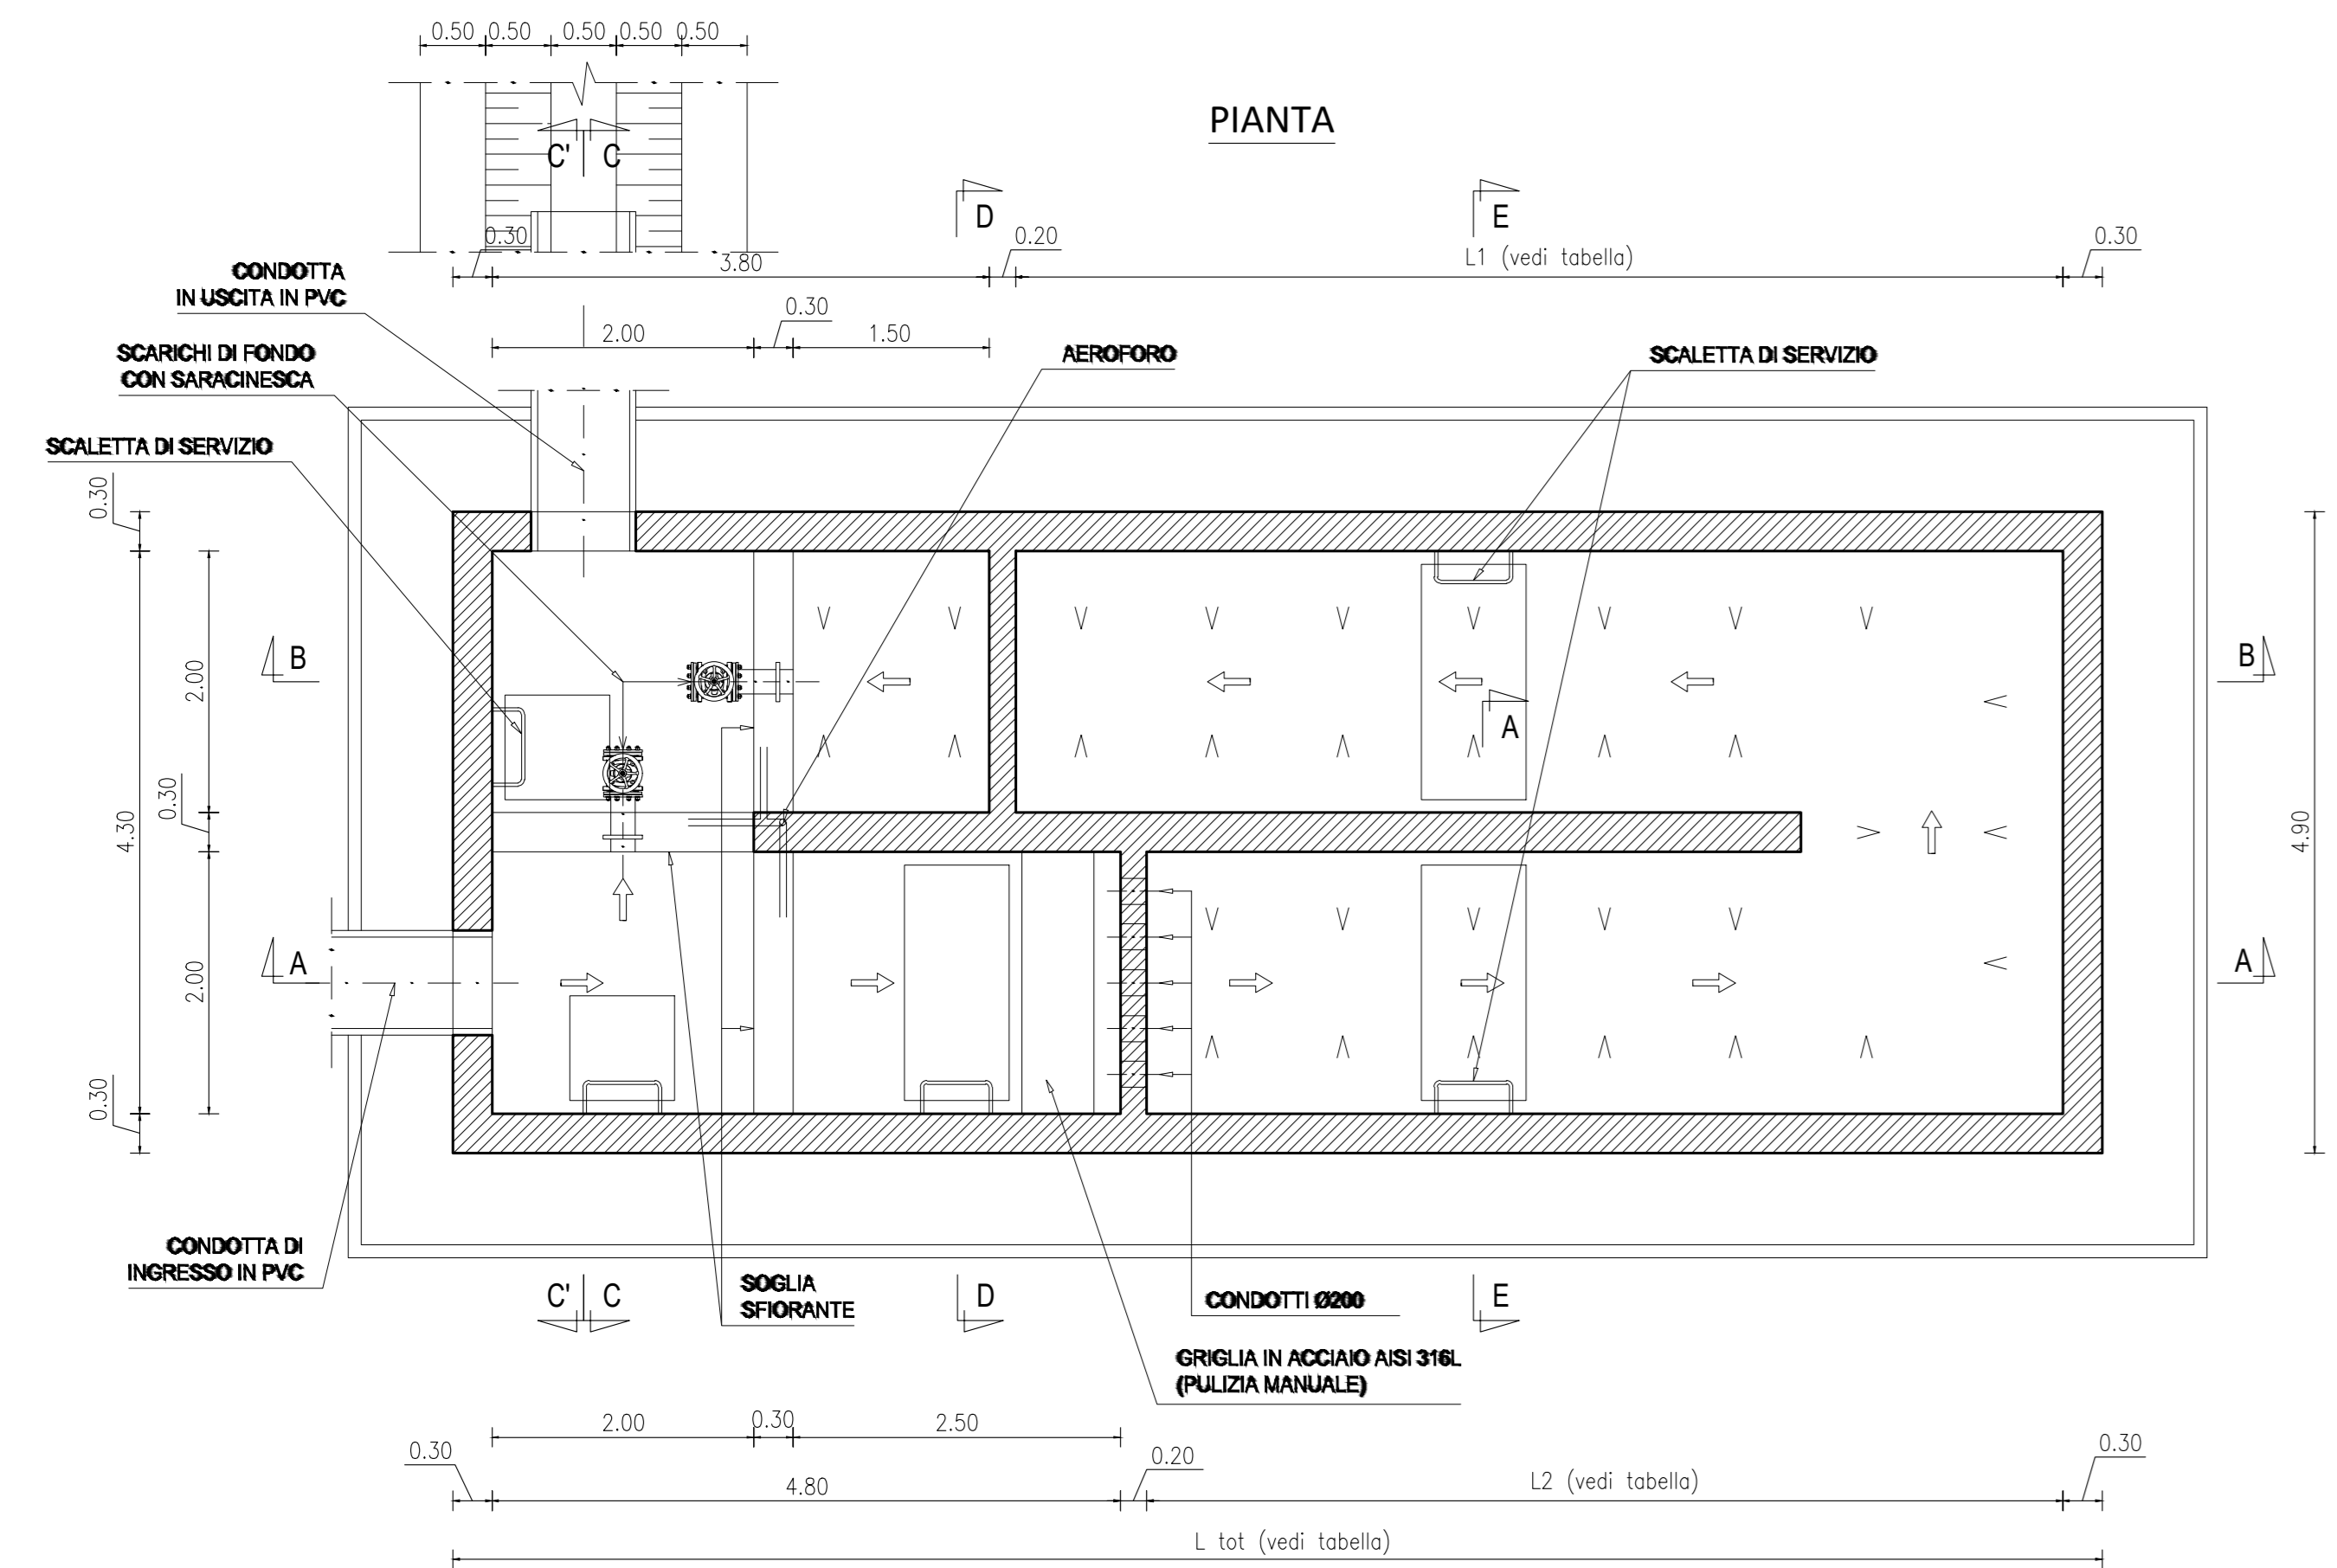 0.50 0.50 0.50 0.50 0.50
PIANTA
C' C
D
E
0.30
0.20
0.30
3.80
L1 (vedi tabella)
CONDOTTA
IN USCITA IN PVC
0.30
2.00
1.50
SCARICHI DI FONDO
CON SARACINESCA
AEROFORO
SCALETTA DI SERVIZIO
SCALETTA DI SERVIZIO
0.30
B
B
2.00
A
0.30
4.30
4.90
A
A
2.00
0.30
CONDOTTA DI
INGRESSO IN PVC
C' C
SOGLIA
SFIORANTE
D
CONDOTTI Ø200
E
GRIGLIA IN ACCIAIO AISI 316L
(PULIZIA MANUALE)
2.00
0.30
2.50
0.30
0.20
0.30
4.80
L2 (vedi tabella)
L tot (vedi tabella)